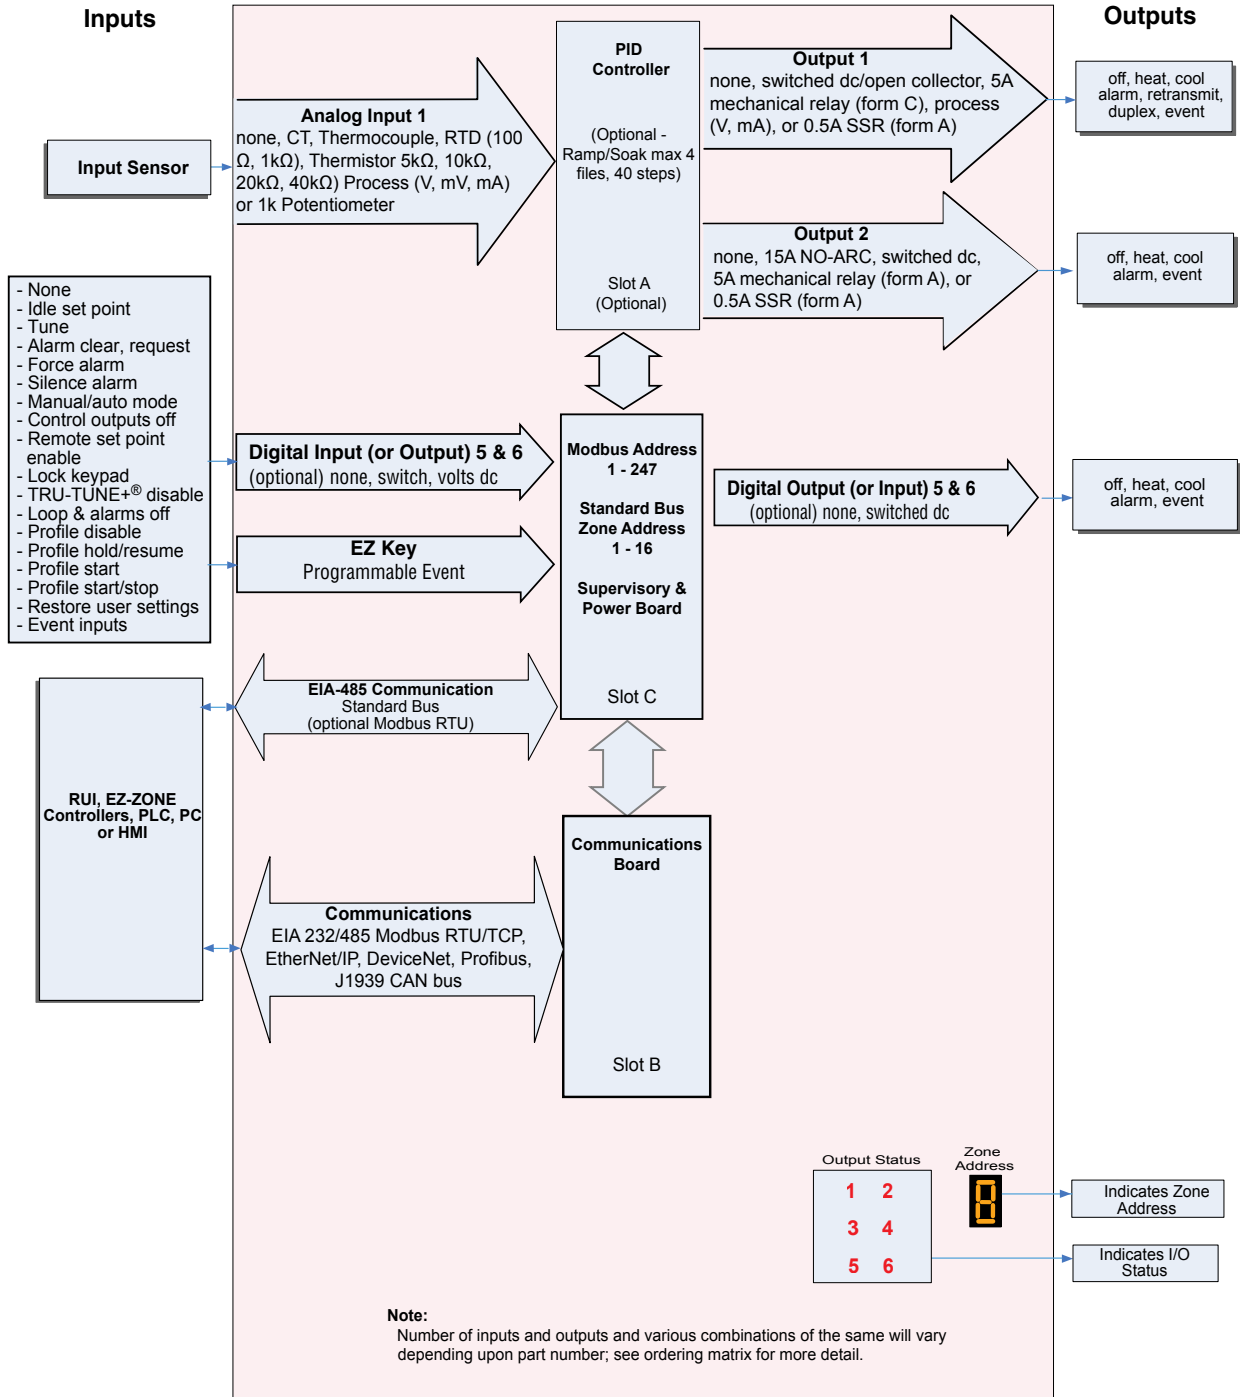 Inputs
Outputs
Input Sensor
Analog Input 1
none, CT, Thermocouple, RTD (100
Ω, 1kΩ), Thermistor 5kΩ, 10kΩ,
20kΩ, 40kΩ) Process (V, mV, mA)
or 1k Potentiometer
PID
Controller
(Optional -
Ramp/Soak max 4
files, 40 steps)
Slot A
(Optional)
Output 1
none, switched dc/open collector, 5A
mechanical relay (form C), process
(V, mA), or 0.5A SSR (form A)
off, heat, cool
alarm, retransmit,
duplex, event
Output 2
none, 15A NO-ARC, switched dc,
5A mechanical relay (form A), or
0.5A SSR (form A)
off, heat, cool
alarm, event
- None
- Idle set point
- Tune
- Alarm clear, request
- Force alarm
- Silence alarm
- Manual/auto mode
- Control outputs off
- Remote set point
enable
- Lock keypad
- TRU-TUNE+® disable
- Loop & alarms off
- Profile disable
- Profile hold/resume
- Profile start
- Profile start/stop
- Restore user settings
- Event inputs
Digital Input (or Output) 5 & 6
(optional) none, switch, volts dc
EZ Key
Programmable Event
Modbus Address
1 - 247
Standard Bus
Zone Address
1 - 16
Supervisory &
Power Board
Slot C
Digital Output (or Input) 5 & 6
(optional) none, switched dc
off, heat, cool
alarm, event
EIA-485 Communication
Standard Bus
(optional Modbus RTU)
RUI, EZ-ZONE
Controllers, PLC, PC
or HMI
Communications
EIA 232/485 Modbus RTU/TCP,
EtherNet/IP, DeviceNet, Profibus,
J1939 CAN bus
Communications
Board
Slot B
Output Status
1 2
3 4
5 6
Zone
Address
8
Indicates Zone
Address
Indicates I/O
Status
Note:
Number of inputs and outputs and various combinations of the same will vary
depending upon part number; see ordering matrix for more detail.